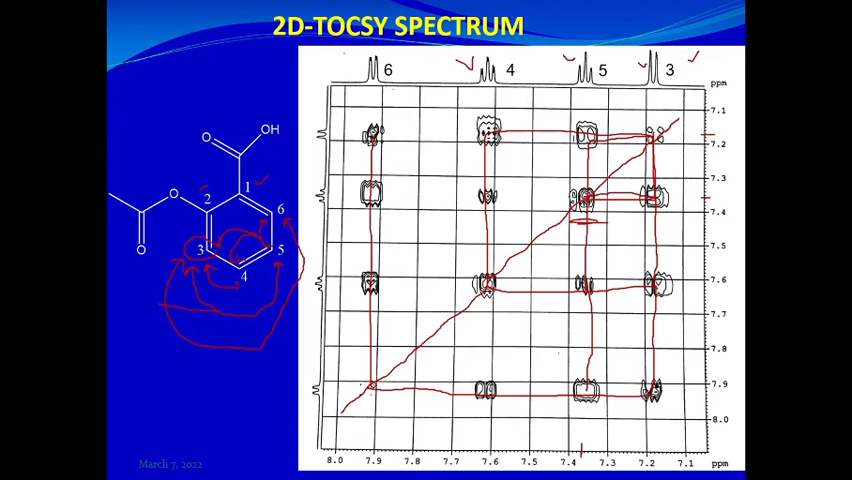 2D-TOCSY SPECTRUM
6 4 5 3
ppm
7.1
7.2
7.3
7.4
7.5
7.6
7.7
7.8
7.9
8.0
8.0 7.9 7.8 7.7 7.6 7.5 7.4 7.3 7.2 7.1 ppm
O OH
1
2
O
6
3
5
O
4
March 7, 2022